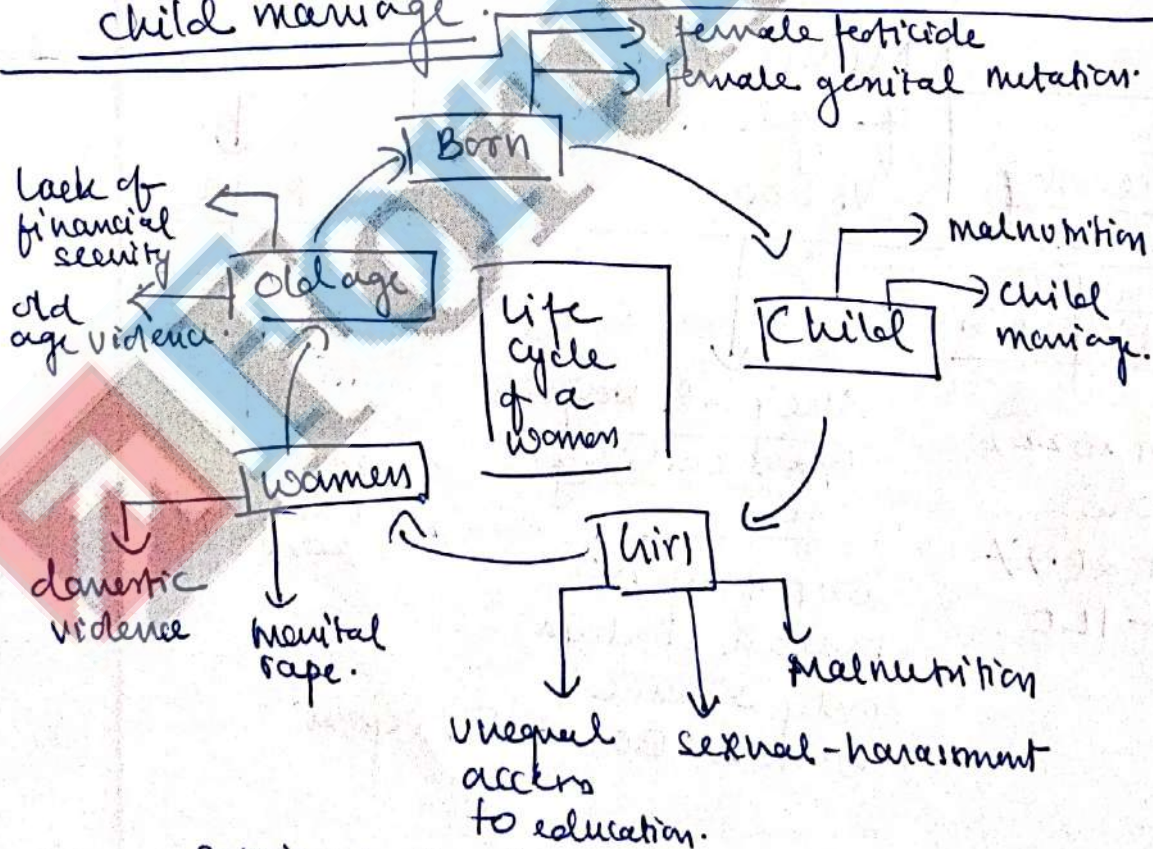 child marriage.
female foeticide
female genital mutation.
Born
lack of
financial
security
old
age violence.
Old age
malnutrition
child
marriage.
Child
Life
cycle
of a
women
women
domestic
violence
marital
rape.
Girl
Malnutrition
unequal
access
to education.
sexual-harassment